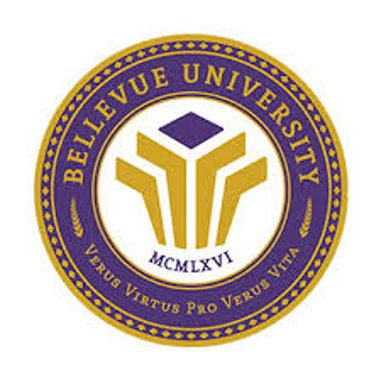 BELLEVUE UNIVERSITY
MCMLXVI
VERUS VIRTUS PRO VERUS VITA